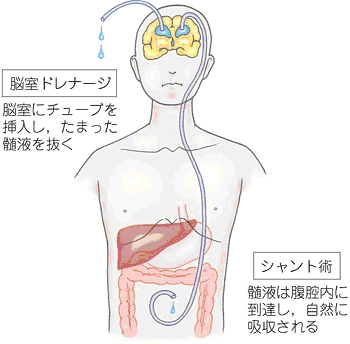 脳室ドレナージ
脳室にチューブを
挿入し，たまった
髄液を抜く
シャント術
髄液は腹腔内に
到達し，自然に
吸収される